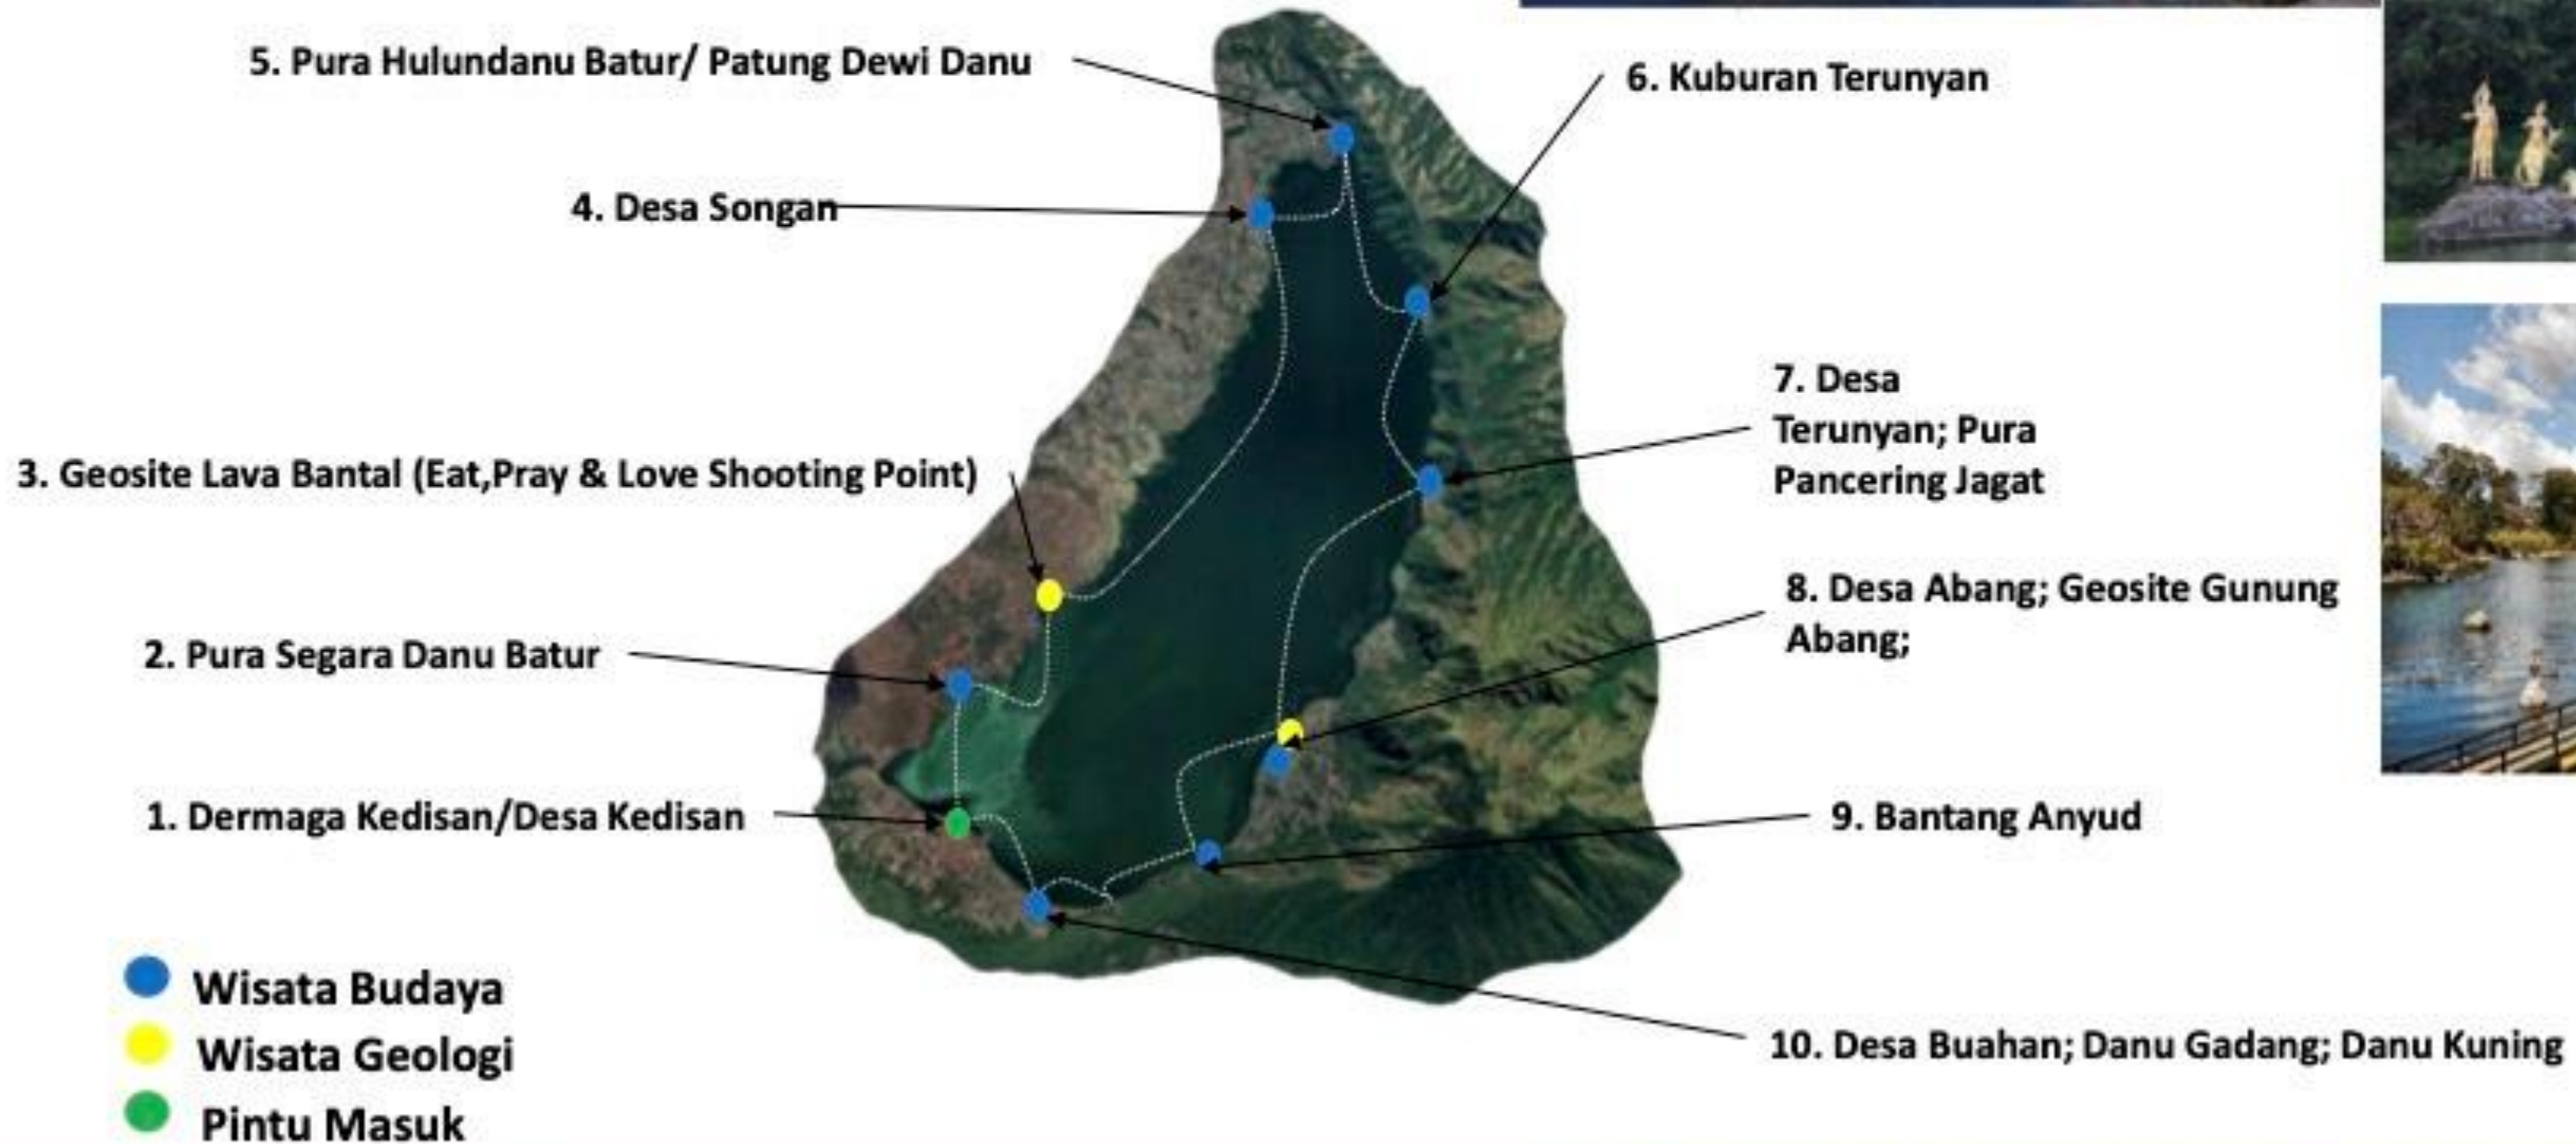 5. Pura Hulundanu Batur/ Patung Dewi Danu
6. Kuburan Terunyan
4. Desa Songan
7. Desa
Terunyan; Pura
Pancering Jagat
3. Geosite Lava Bantal (Eat,Pray & Love Shooting Point)
8. Desa Abang; Geosite Gunung
Abang;
2. Pura Segara Danu Batur
1. Dermaga Kedisan/Desa Kedisan
9. Bantang Anyud
10. Desa Buahan; Danu Gadang; Danu Kuning
Wisata Budaya
Wisata Geologi
Pintu Masuk